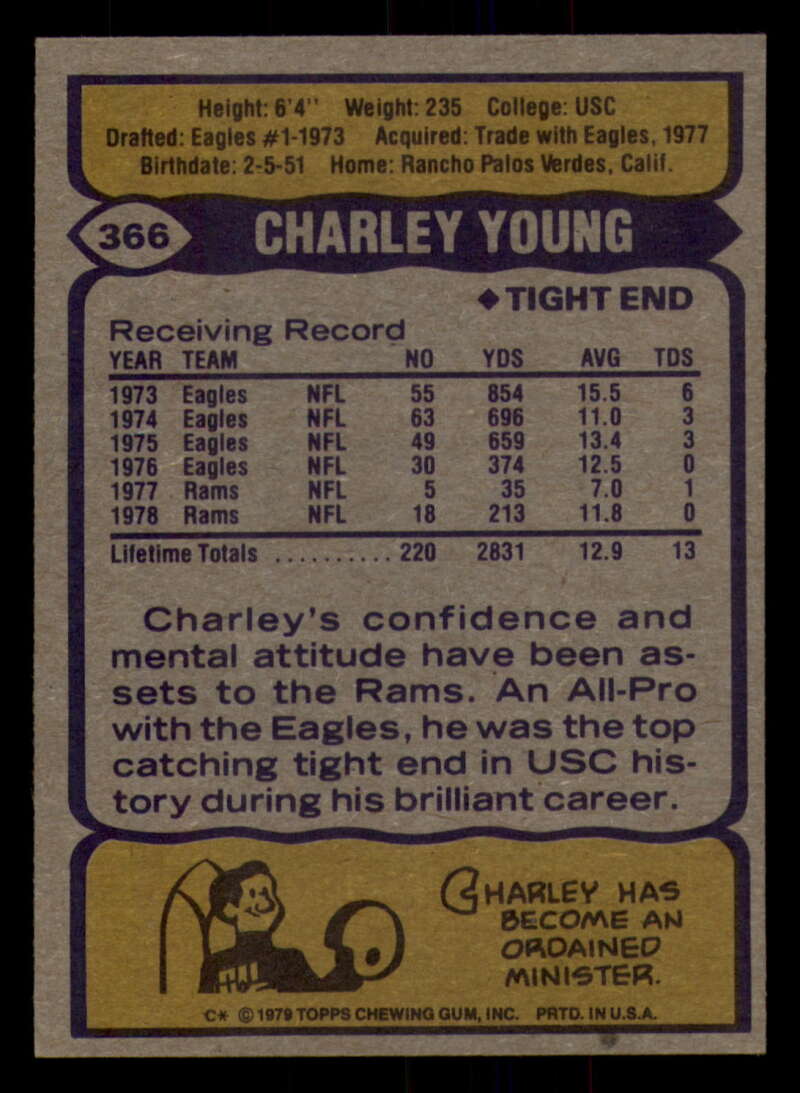 Height: 6'4" Weight: 235 College: USC
Drafted: Eagles #1-1973 Acquired: Trade with Eagles, 1977
Birthdate: 2-5-51 Home: Rancho Palos Verdes, Calif.
366 CHARLEY YOUNG
◆TIGHT END
Receiving Record
YEAR TEAM NO YDS AVG TDS
1973 Eagles NFL 55 854 15.5 6
1974 Eagles NFL 63 696 11.0 3
1975 Eagles NFL 49 659 13.4 3
1976 Eagles NFL 30 374 12.5 0
1977 Rams NFL 5 35 7.0 1
1978 Rams NFL 18 213 11.8 0
Lifetime Totals .......... 220 2831 12.9 13
Charley's confidence and
mental attitude have been as-
sets to the Rams. An All-Pro
with the Eagles, he was the top
catching tight end in USC his-
tory during his brilliant career.
CHARLEY HAS
BECOME AN
ORDAINED
MINISTER.
C* © 1979 TOPPS CHEWING GUM, INC. PRTD. IN U.S.A.